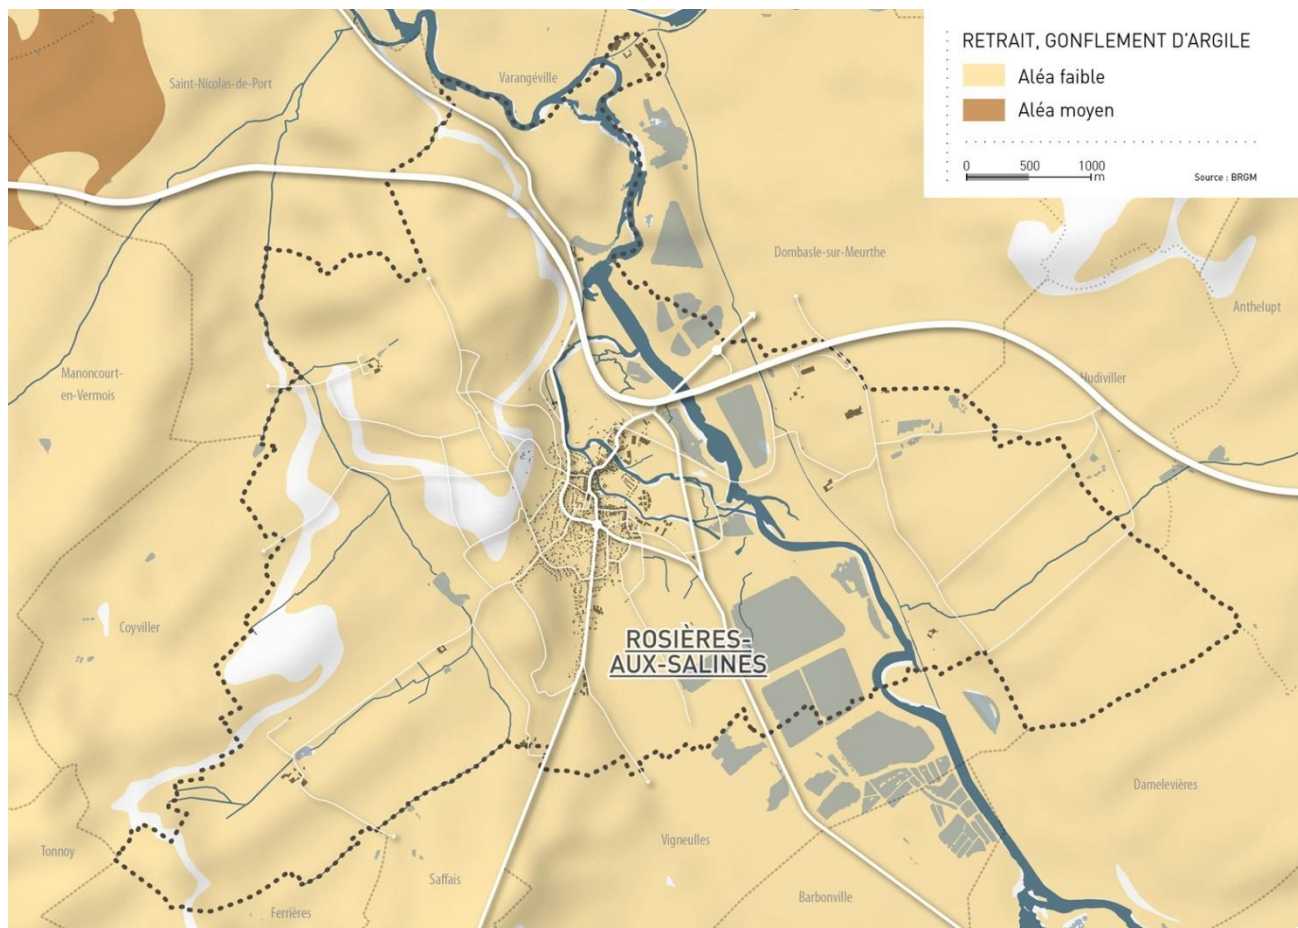 RETRAIT, GONFLEMENT D'ARGILE
Aléa faible
Aléa moyen
0 500 1000
m
Source : BRGM
Saint-Nicolas-de-Port
Varangéville
Dombasle-sur-Meurthe
Anthelupt
Hudiviller
Manoncourt-
en-Vermois
Coyviller
ROSIÈRES-
AUX-SALINES
Damelevières
Tonnoy
Vigneulles
Saffais
Barbonville
Ferrières